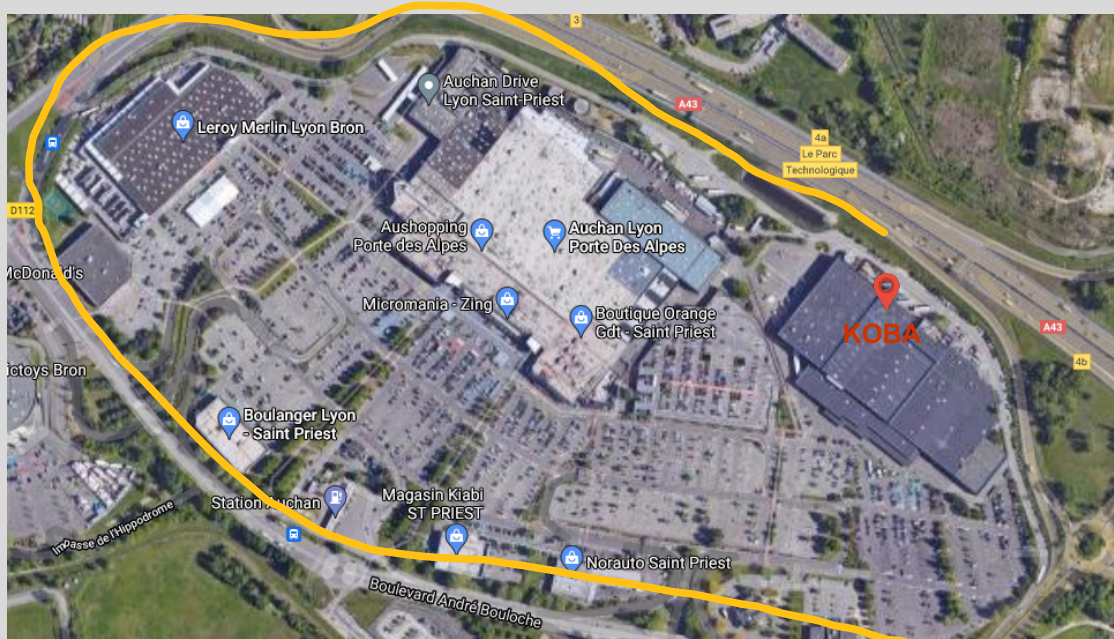 3
Auchan Drive
Lyon Saint-Priest
A43
Leroy Merlin Lyon Bron
4a
Le Parc
Technologique
D112
Aushopping
Porte des Alpes
Auchan Lyon
Porte Des Alpes
McDonald's
Micromania - Zing
Boutique Orange
Gdt - Saint Priest
KOBA
A43
4b
ictoys Bron
Boulanger Lyon
- Saint Priest
Station Auchan
Magasin Kiabi
ST PRIEST
Impasse de l'Hippodrome
Norauto Saint Priest
Boulevard André Bouloche